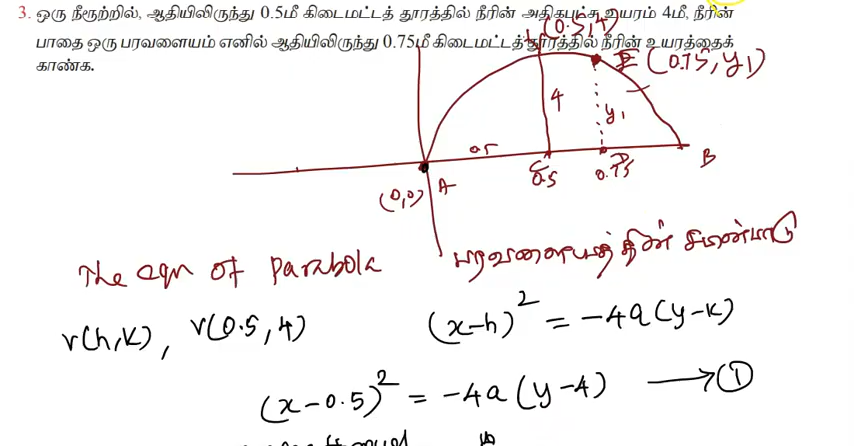 3. ஒரு நீரூற்றில், ஆதியிலிருந்து 0.5மீ கிடைமட்டத் தூரத்தில் நீரின் அதிகபட்ச உயரம் 4மீ, நீரின்
பாதை ஒரு பரவளையம் எனில் ஆதியிலிருந்து 0.75மீ கிடைமட்டத் தூரத்தில் நீரின் உயரத்தைக்
காண்க.
(0.5, 4)
E (0.75, y1)
4
y1
0.5
A
(0,0)
C
0.5
D
0.75
B
The eqn of Parabola
பரவளையத்தின் சமன்பாடு
V(h,k), V(0.5, 4)
(x-h)² = -4a(y-k)
(x-0.5)² = -4a(y-4) → ①